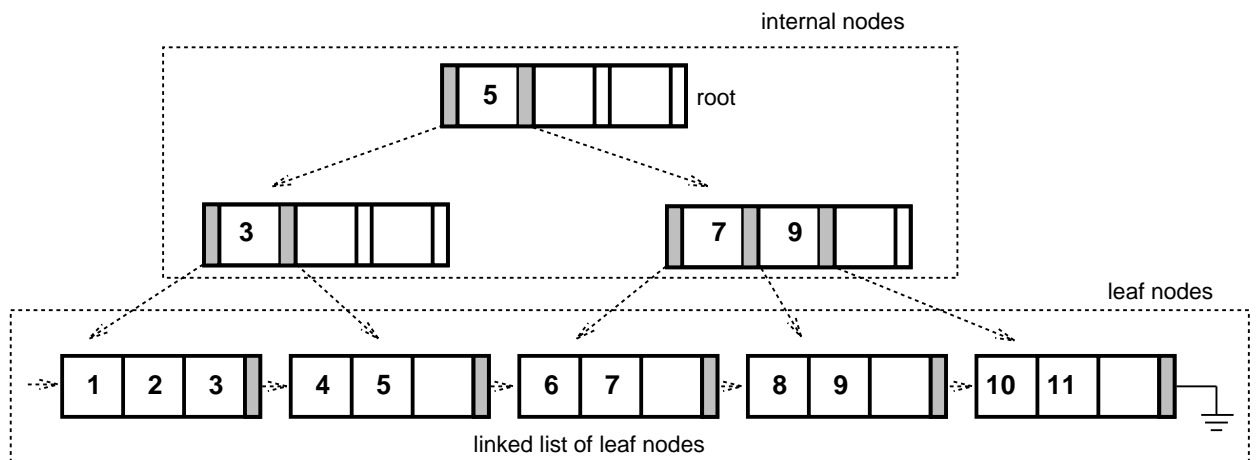 internal nodes
5
root
3
7 9
leaf nodes
1 2 3 4 5 6 7 8 9 10 11
linked list of leaf nodes